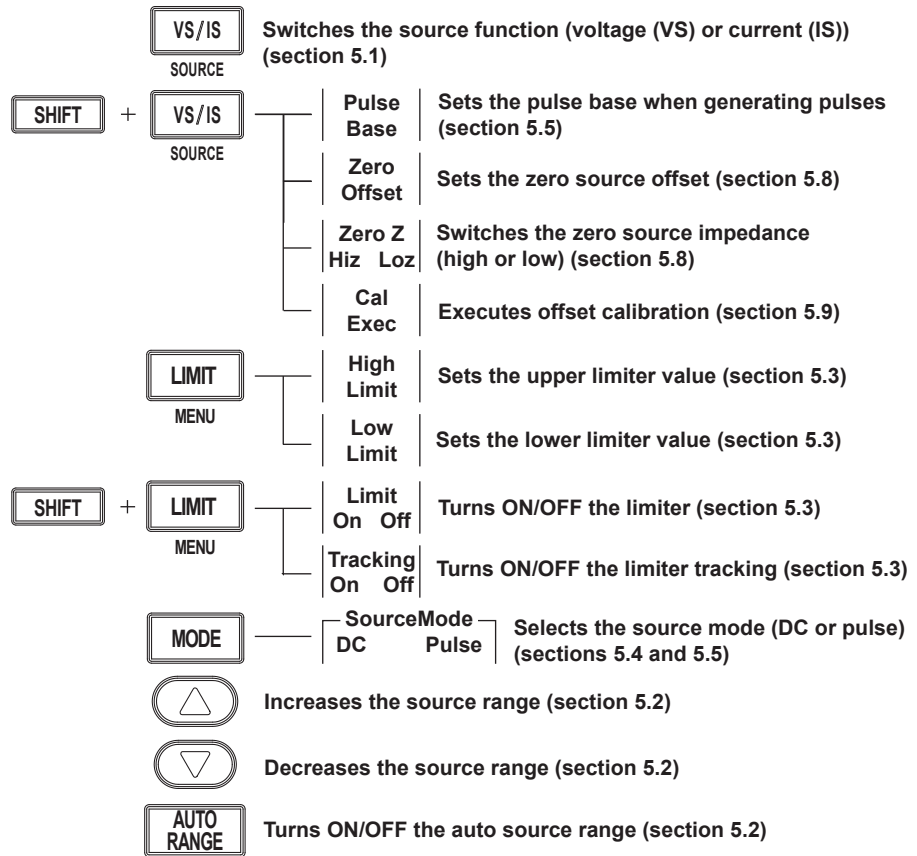 VS/IS
SOURCE
Switches the source function (voltage (VS) or current (IS))
(section 5.1)
SHIFT + VS/IS
SOURCE
Pulse
Base
Sets the pulse base when generating pulses
(section 5.5)
Zero
Offset
Sets the zero source offset (section 5.8)
Zero Z
Hiz Loz
Switches the zero source impedance
(high or low) (section 5.8)
Cal
Exec
Executes offset calibration (section 5.9)
LIMIT
MENU
High
Limit
Sets the upper limiter value (section 5.3)
Low
Limit
Sets the lower limiter value (section 5.3)
SHIFT + LIMIT
MENU
Limit
On Off
Turns ON/OFF the limiter (section 5.3)
Tracking
On Off
Turns ON/OFF the limiter tracking (section 5.3)
MODE
SourceMode
DC Pulse
Selects the source mode (DC or pulse)
(sections 5.4 and 5.5)
Increases the source range (section 5.2)
Decreases the source range (section 5.2)
AUTO
RANGE
Turns ON/OFF the auto source range (section 5.2)